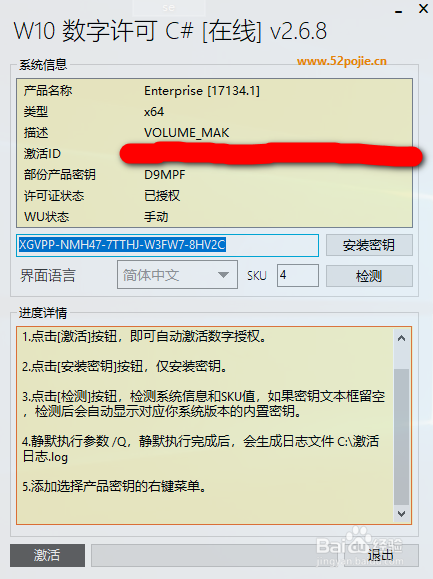 W10 数字许可 C# [在线] v2.6.8
www.52pojie.cn
系统信息
产品名称 Enterprise [17134.1]
类型 x64
描述 VOLUME_MAK
激活ID
部份产品密钥 D9MPF
许可证状态 已授权
WU状态 手动
XGVPP-NMH47-7TTHJ-W3FW7-8HV2C 安装密钥
界面语言 简体中文 SKU 4 检测
进度详情
1.点击[激活]按钮，即可自动激活数字授权。
2.点击[安装密钥]按钮，仅安装密钥。
3.点击[检测]按钮，检测系统信息和SKU值，如果密钥文本框留空
，检测后会自动显示对应你系统版本的内置密钥。
4.静默执行参数 /Q，静默执行完成后，会生成日志文件 C:\激活
日志.log
5.添加选择产品密钥的右键菜单。
激活 退出
Baidu经验
jingyan.baidu.com